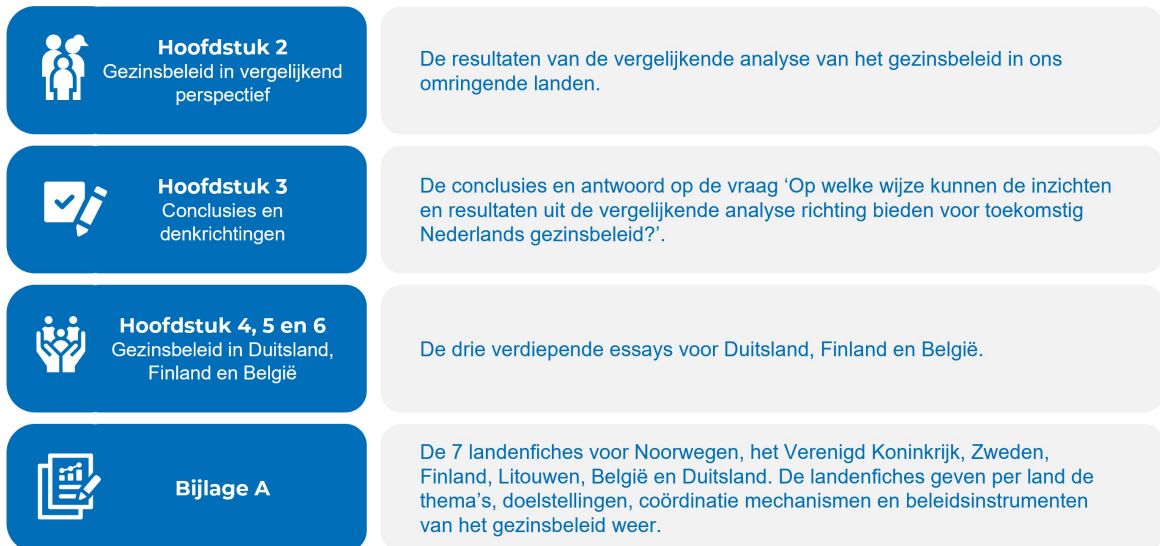 Hoofdstuk 2
Gezinsbeleid in vergelijkend
perspectief
De resultaten van de vergelijkende analyse van het gezinsbeleid in ons
omringende landen.
Hoofdstuk 3
Conclusies en
denkrichtingen
De conclusies en antwoord op de vraag ‘Op welke wijze kunnen de inzichten
en resultaten uit de vergelijkende analyse richting bieden voor toekomstig
Nederlands gezinsbeleid?’.
Hoofdstuk 4, 5 en 6
Gezinsbeleid in Duitsland,
Finland en België
De drie verdiepende essays voor Duitsland, Finland en België.
Bijlage A
De 7 landenfiches voor Noorwegen, het Verenigd Koninkrijk, Zweden,
Finland, Litouwen, België en Duitsland. De landenfiches geven per land de
thema’s, doelstellingen, coördinatie mechanismen en beleidsinstrumenten
van het gezinsbeleid weer.